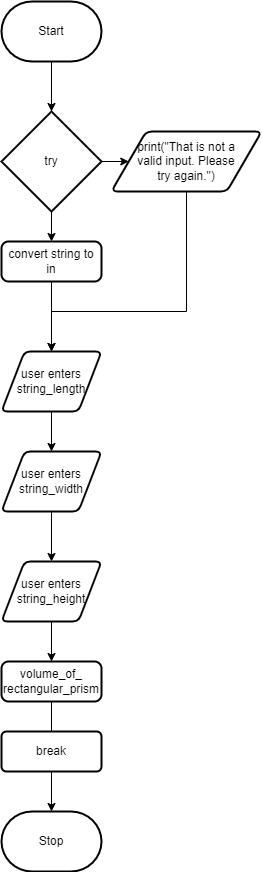 Start
try
print("That is not a
valid input. Please
try again.")
convert string to
in
user enters
string_length
user enters
string_width
user enters
string_height
volume_of_
rectangular_prism
break
Stop